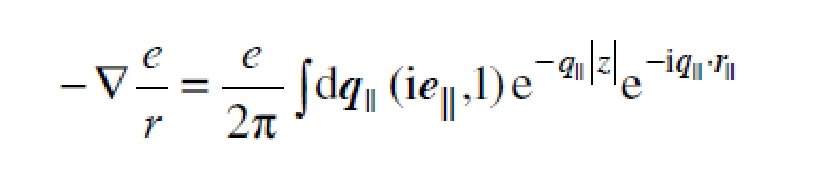 −∇ e/r = e/2π ∫dq∥ (ie∥,1) e^−q∥|z| e^−iq∥·r∥